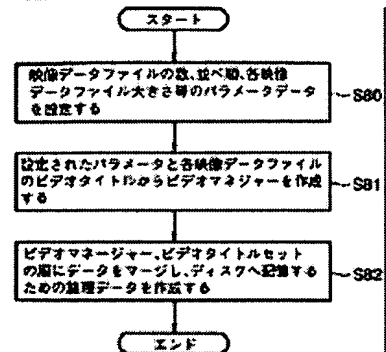 スタート
映像データファイルの数、並べ順、各映像
データファイル大きさ等のパラメータデータ
を設定する
S80
設定されたパラメータと各映像データファイル
のビデオタイトルからビデオマネジャーを作成
する
S81
ビデオマネージャー、ビデオタイトルセット
の順にデータをマージし、ディスクへ記憶する
ための論理データを作成する
S82
エンド